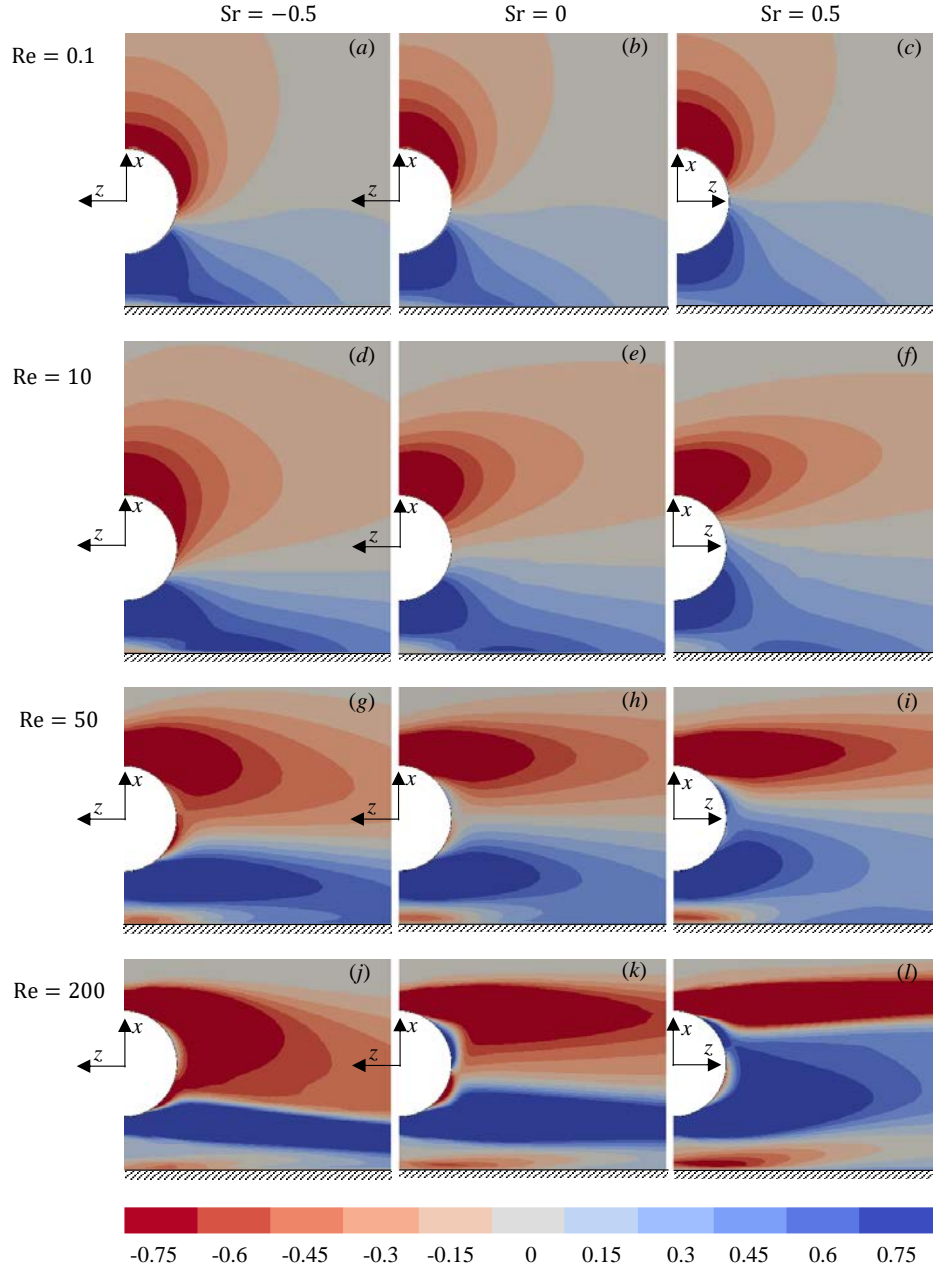 Sr = −0.5 Sr = 0 Sr = 0.5
Re = 0.1 (a) (b) (c)
x x x
z z z
Re = 10 (d) (e) (f)
x x x
z z z
Re = 50 (g) (h) (i)
x x x
z z z
Re = 200 (j) (k) (l)
x x x
z z z
-0.75 -0.6 -0.45 -0.3 -0.15 0 0.15 0.3 0.45 0.6 0.75